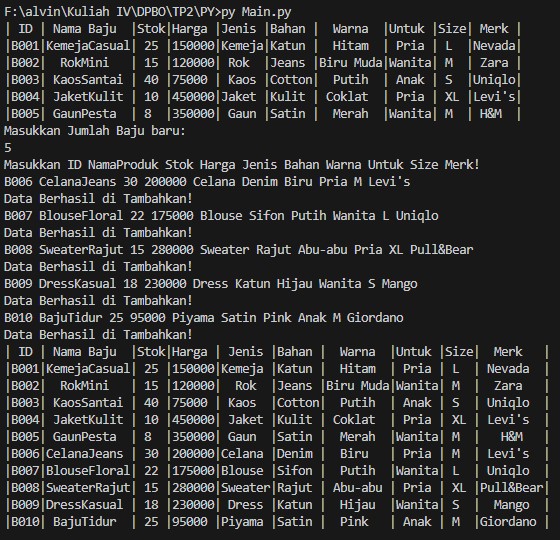 F:\alvin\Kuliah IV\DPBO\TP2\PY>py Main.py
| ID | Nama Baju  |Stok|Harga |Jenis |Bahan |  Warna  |Untuk |Size| Merk |
|B001|KemejaCasual| 25 |150000|Kemeja|Katun |  Hitam  | Pria | L  |Nevada|
|B002|  RokMini   | 15 |120000| Rok  |Jeans |Biru Muda|Wanita| M  | Zara |
|B003| KaosSantai | 40 |75000 | Kaos |Cotton|  Putih  | Anak | S  |Uniqlo|
|B004| JaketKulit | 10 |450000|Jaket |Kulit | Coklat  | Pria | XL |Levi's|
|B005| GaunPesta  | 8  |350000| Gaun |Satin |  Merah  |Wanita| M  | H&M  |
Masukkan Jumlah Baju baru:
5
Masukkan ID NamaProduk Stok Harga Jenis Bahan Warna Untuk Size Merk!
B006 CelanaJeans 30 200000 Celana Denim Biru Pria M Levi's
Data Berhasil di Tambahkan!
B007 BlouseFloral 22 175000 Blouse Sifon Putih Wanita L Uniqlo
Data Berhasil di Tambahkan!
B008 SweaterRajut 15 280000 Sweater Rajut Abu-abu Pria XL Pull&Bear
Data Berhasil di Tambahkan!
B009 DressKasual 18 230000 Dress Katun Hijau Wanita S Mango
Data Berhasil di Tambahkan!
B010 BajuTidur 25 95000 Piyama Satin Pink Anak M Giordano
Data Berhasil di Tambahkan!
| ID | Nama Baju  |Stok|Harga | Jenis |Bahan |  Warna  |Untuk |Size|  Merk   |
|B001|KemejaCasual| 25 |150000|Kemeja |Katun |  Hitam  | Pria | L  | Nevada  |
|B002|  RokMini   | 15 |120000|  Rok  |Jeans |Biru Muda|Wanita| M  |  Zara   |
|B003| KaosSantai | 40 |75000 | Kaos  |Cotton|  Putih  | Anak | S  | Uniqlo  |
|B004| JaketKulit | 10 |450000| Jaket |Kulit | Coklat  | Pria | XL | Levi's  |
|B005| GaunPesta  | 8  |350000| Gaun  |Satin |  Merah  |Wanita| M  |   H&M   |
|B006|CelanaJeans | 30 |200000|Celana |Denim |  Biru   | Pria | M  | Levi's  |
|B007|BlouseFloral| 22 |175000|Blouse |Sifon |  Putih  |Wanita| L  | Uniqlo  |
|B008|SweaterRajut| 15 |280000|Sweater|Rajut | Abu-abu | Pria | XL |Pull&Bear|
|B009|DressKasual | 18 |230000| Dress |Katun |  Hijau  |Wanita| S  |  Mango  |
|B010| BajuTidur  | 25 |95000 |Piyama |Satin |  Pink   | Anak | M  |Giordano |